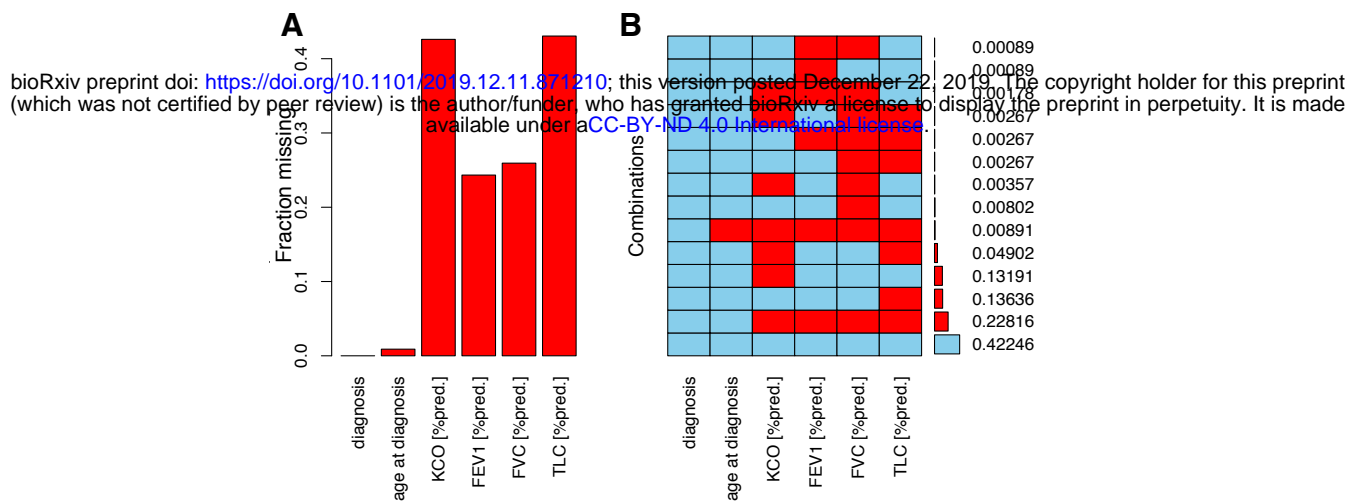 A
B
bioRxiv preprint doi: https://doi.org/10.1101/2019.12.11.871210; this version posted December 22, 2019. The copyright holder for this preprint
(which was not certified by peer review) is the author/funder, who has granted bioRxiv a license to display the preprint in perpetuity. It is made
available under aCC-BY-ND 4.0 International license.
Fraction missing
0.4
0.3
0.2
0.1
0.0
diagnosis
age at diagnosis
KCO [%pred.]
FEV1 [%pred.]
FVC [%pred.]
TLC [%pred.]
Combinations
0.00089
0.00089
0.00178
0.00267
0.00267
0.00267
0.00357
0.00802
0.00891
0.04902
0.13191
0.13636
0.22816
0.42246
diagnosis
age at diagnosis
KCO [%pred.]
FEV1 [%pred.]
FVC [%pred.]
TLC [%pred.]